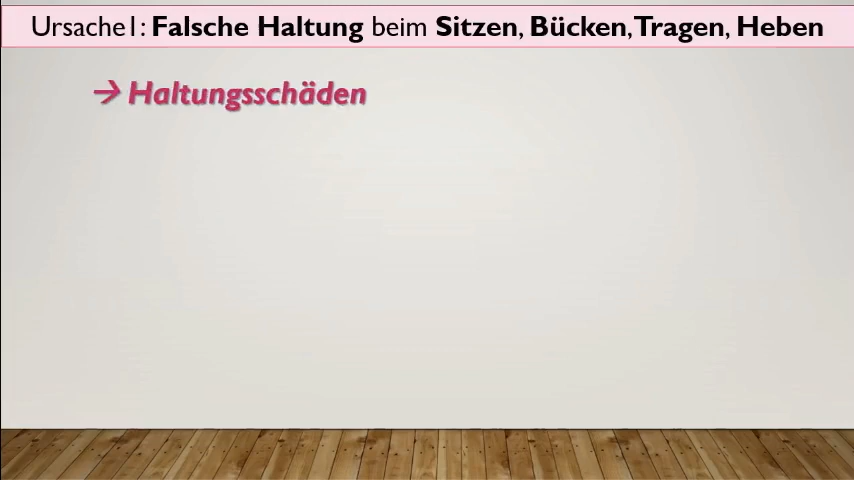 Ursache1: Falsche Haltung beim Sitzen, Bücken, Tragen, Heben
→ Haltungsschäden